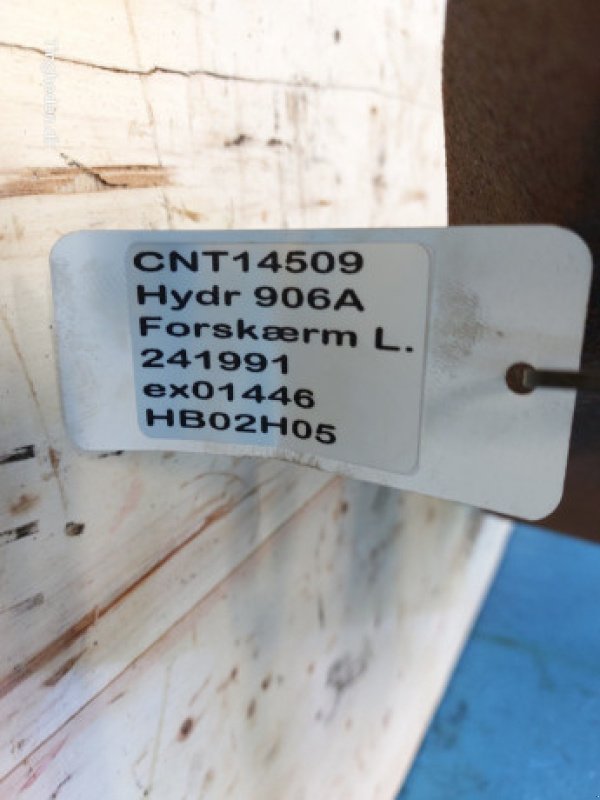 CNT14509
Hydr 906A
Forskærm L.
241991
ex01446
HB02H05